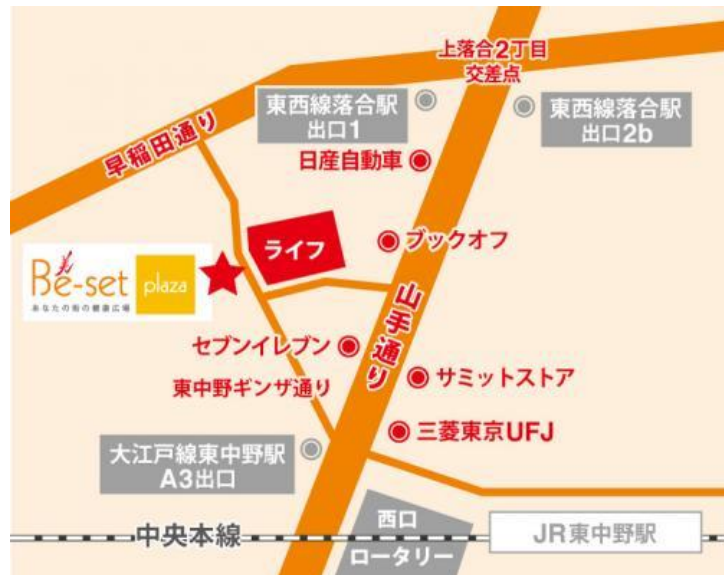 上落合2丁目
交差点
東西線落合駅
出口1
東西線落合駅
出口2b
早稲田通り
日産自動車
ライフ
ブックオフ
Be-set
plaza
あなたの街の健康広場
山手通り
セブンイレブン
サミットストア
東中野ギンザ通り
三菱東京UFJ
大江戸線東中野駅
A3出口
西口
ロータリー
中央本線
JR東中野駅